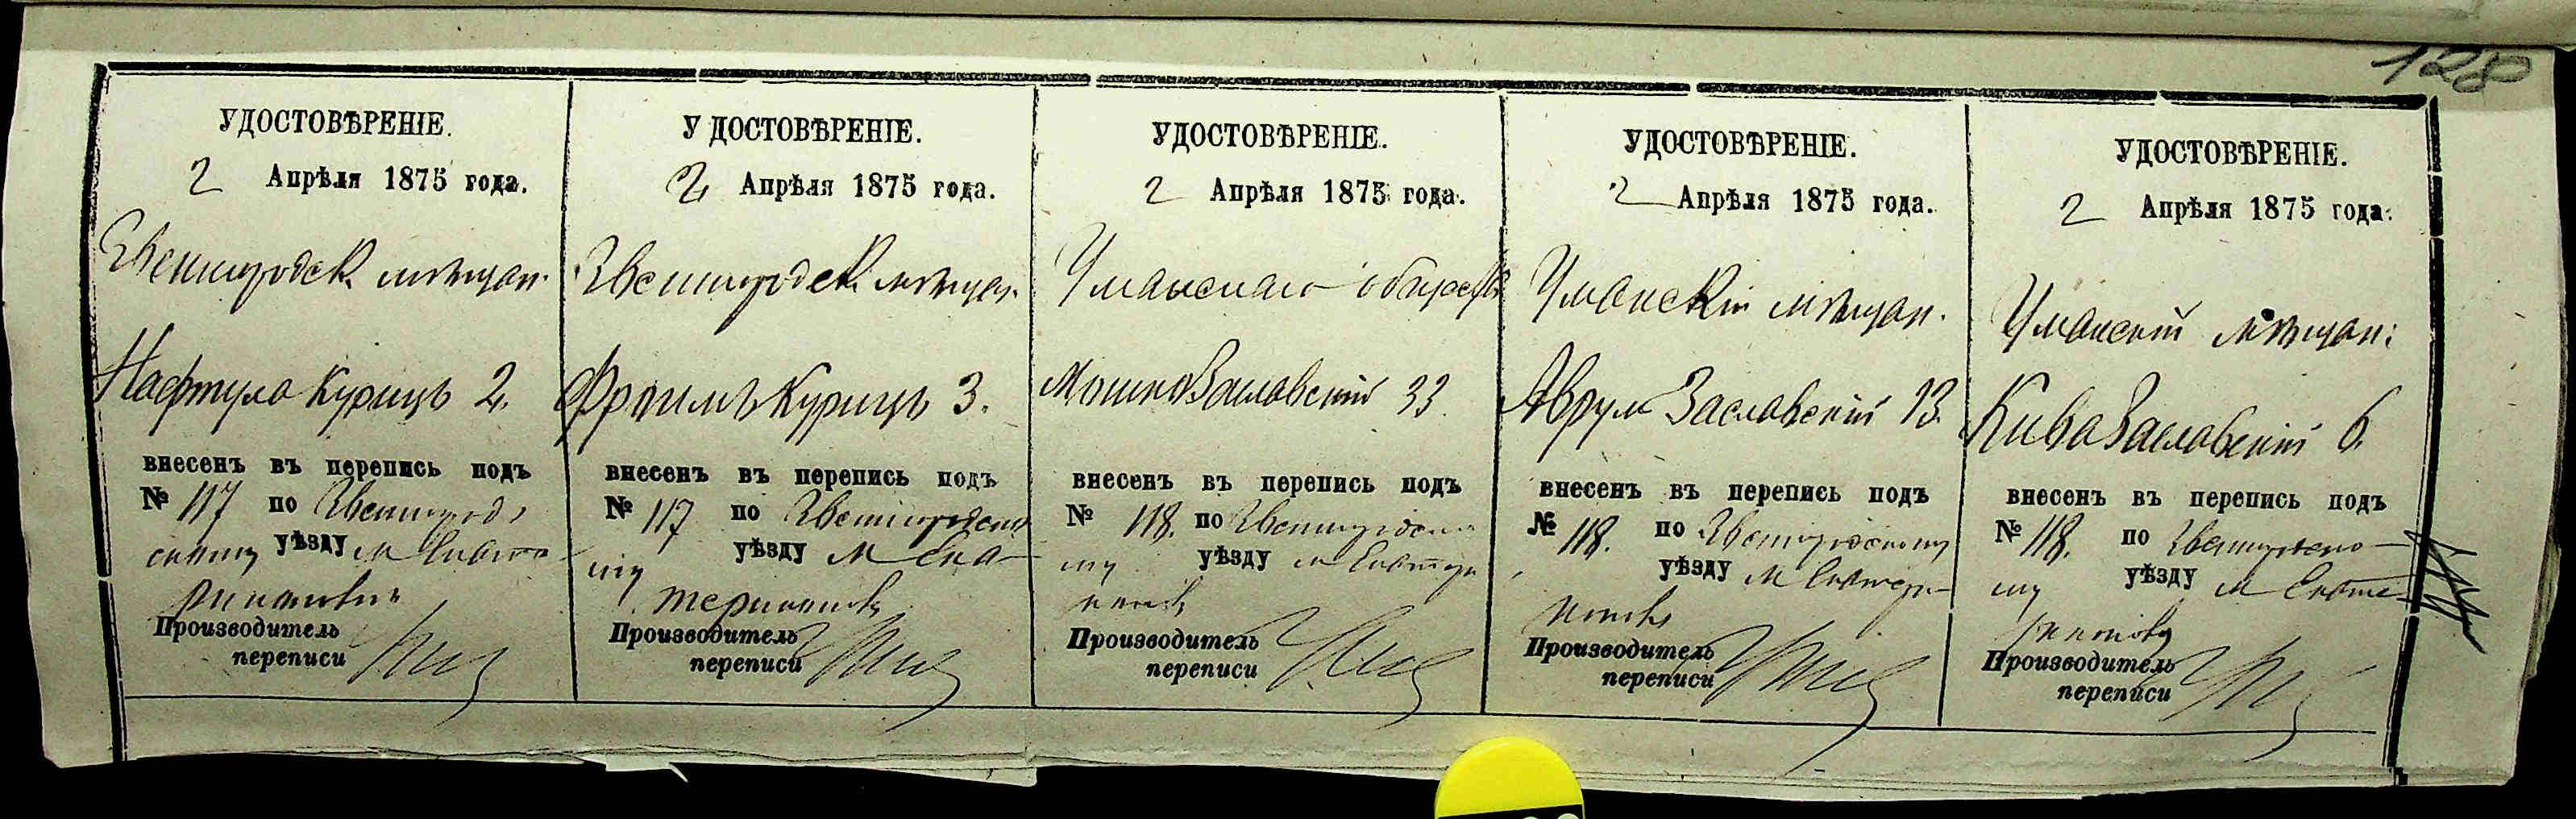 128
УДОСТОВѢРЕНІЕ.
2 Апрѣля 1875 года.
Звенигородск. мѣщан.
Нафтула Курицъ 2.
внесенъ въ перепись подъ
№ 117 по Звенигород
скому уѣзду м Екате
риновки
Производитель
переписи
УДОСТОВѢРЕНІЕ.
2 Апрѣля 1875 года.
Звенигородск. мѣщан.
Фроимъ Курицъ 3.
внесенъ въ перепись подъ
№ 117 по Звенигородско
му уѣзду м Ека
териновкѣ
Производитель
переписи
УДОСТОВѢРЕНІЕ.
2 Апрѣля 1875 года.
Уманскаго общества
Мошко Заславскій 33.
внесенъ въ перепись подъ
№ 118. по Звенигородско
му уѣзду м Екатери
новкѣ
Производитель
переписи
УДОСТОВѢРЕНІЕ.
2 Апрѣля 1875 года.
Уманскій мѣщан.
Аврум Заславскій 13.
внесенъ въ перепись подъ
№ 118. по Звенигородскому
уѣзду м Екатери
новкѣ
Производитель
переписи
УДОСТОВѢРЕНІЕ.
2 Апрѣля 1875 года.
Уманскій мѣщан.
Кива Заславскій 6.
внесенъ въ перепись подъ
№ 118. по Звенигородско
му уѣзду м Екате
риновкѣ
Производитель
переписи